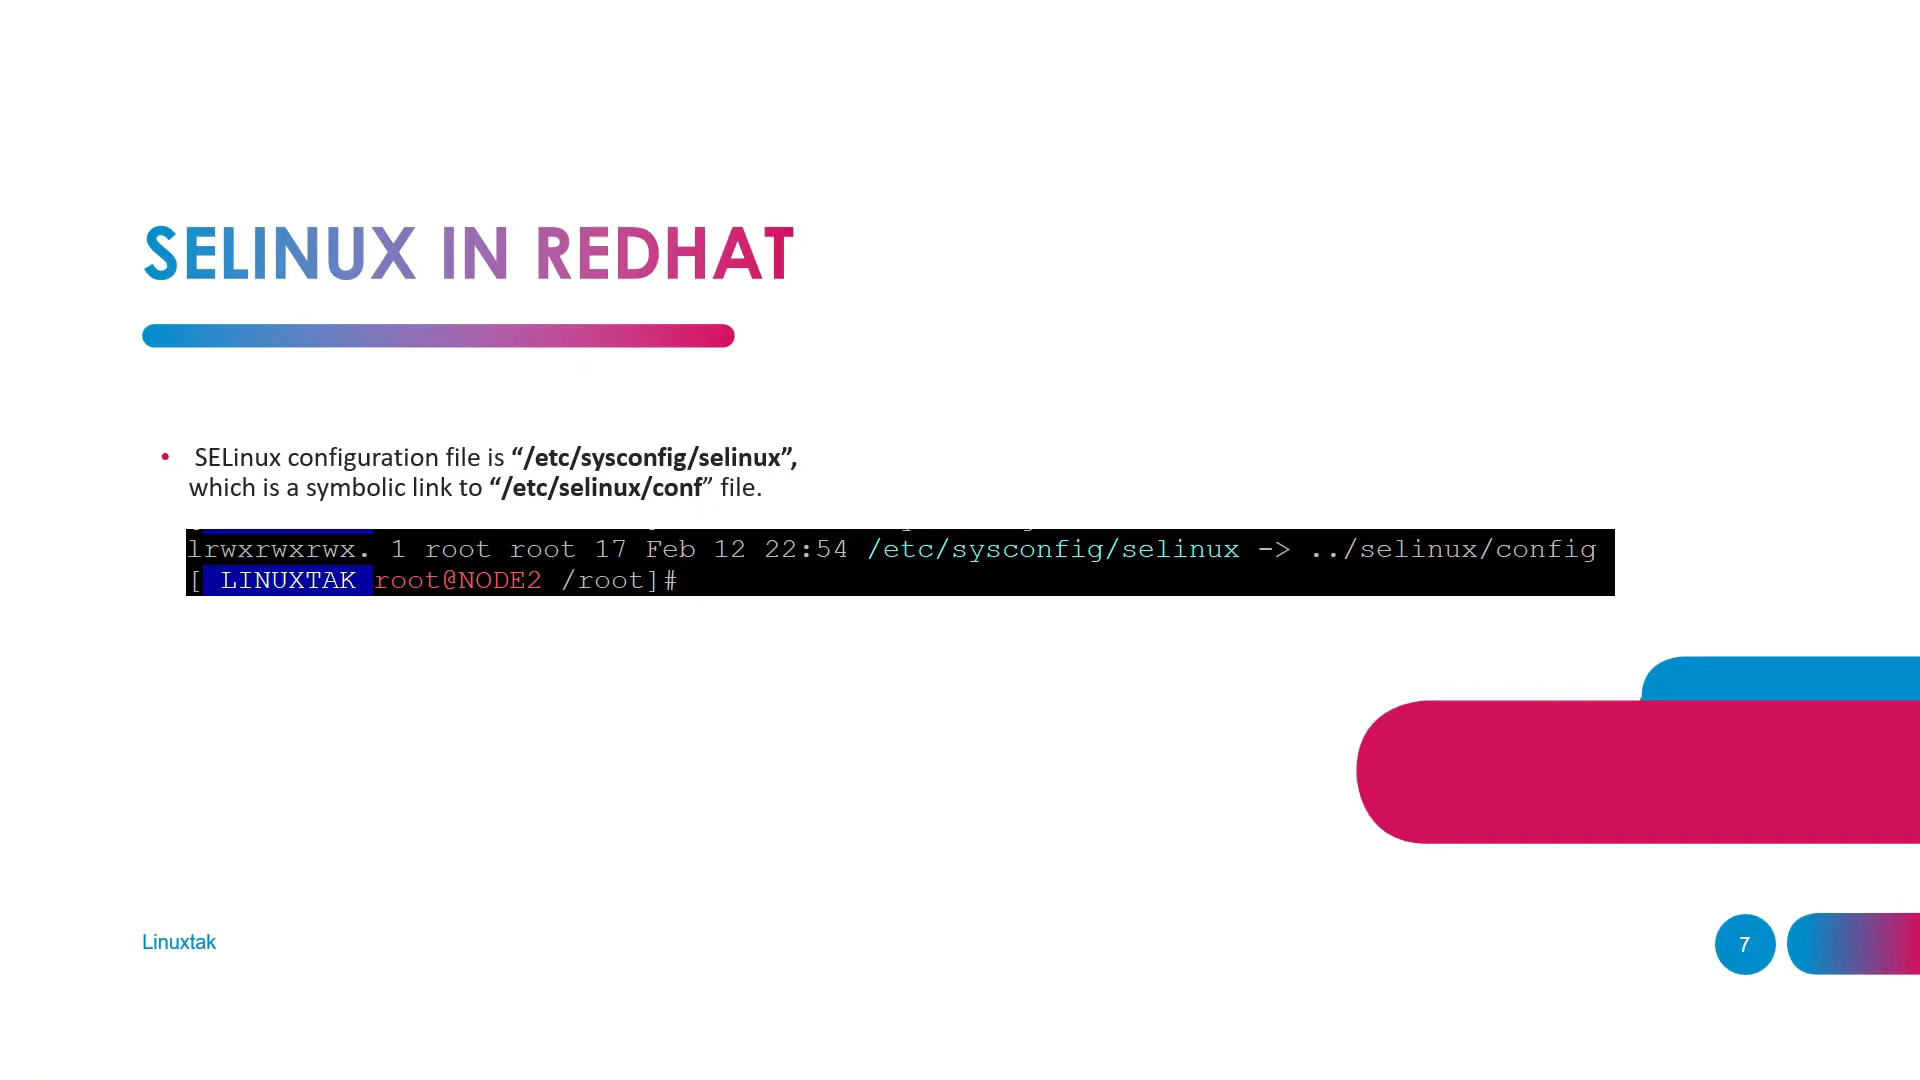 SELINUX IN REDHAT
• SELinux configuration file is “/etc/sysconfig/selinux”,
which is a symbolic link to “/etc/selinux/conf” file.
lrwxrwxrwx. 1 root root 17 Feb 12 22:54 /etc/sysconfig/selinux -> ../selinux/config
[ LINUXTAK root@NODE2 /root]#
Linuxtak
7